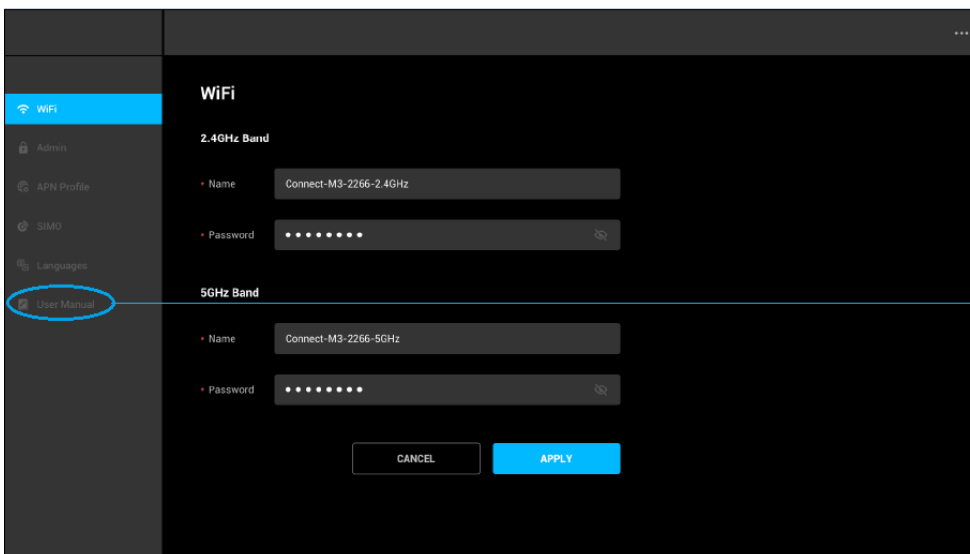 WiFi
Admin
APN Profile
SIMO
Languages
User Manual
WiFi
2.4GHz Band
• Name Connect-M3-2266-2.4GHz
• Password ••••••••
5GHz Band
• Name Connect-M3-2266-5GHz
• Password ••••••••
CANCEL APPLY